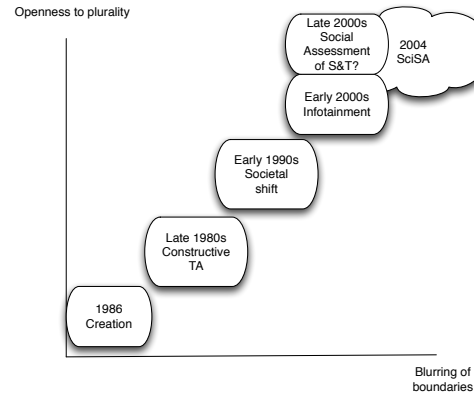 Openness to plurality
Late 2000s
Social
Assessment
of S&T?
2004
SciSA
Early 2000s
Infotainment
Early 1990s
Societal
shift
Late 1980s
Constructive
TA
1986
Creation
Blurring of
boundaries